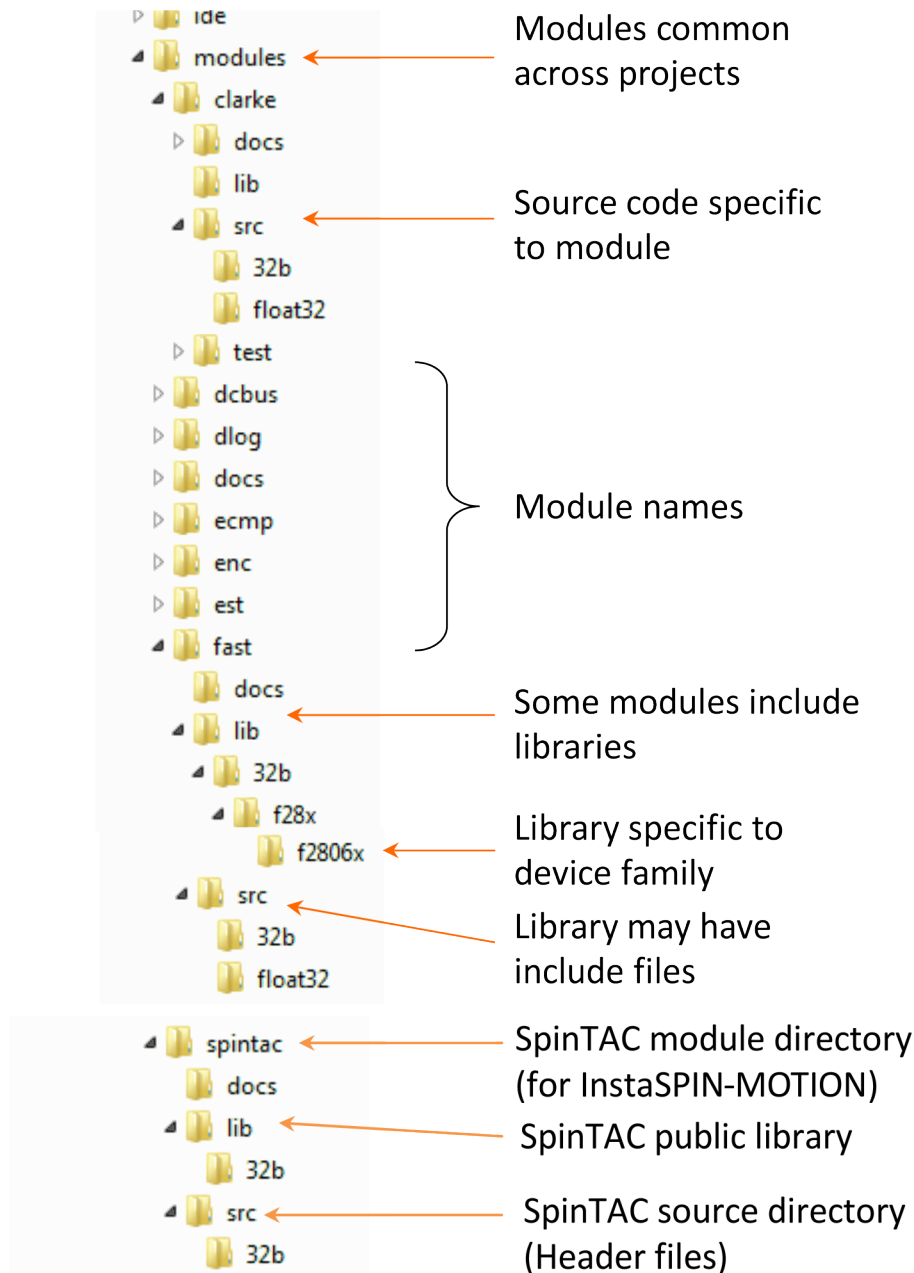 ide
modules
Modules common
across projects
clarke
docs
lib
src
Source code specific
to module
32b
float32
test
dcbus
dlog
docs
ecmp
Module names
enc
est
fast
docs
Some modules include
libraries
lib
32b
f28x
f2806x
Library specific to
device family
src
Library may have
include files
32b
float32
spintac
SpinTAC module directory
(for InstaSPIN-MOTION)
docs
lib
SpinTAC public library
32b
src
SpinTAC source directory
(Header files)
32b